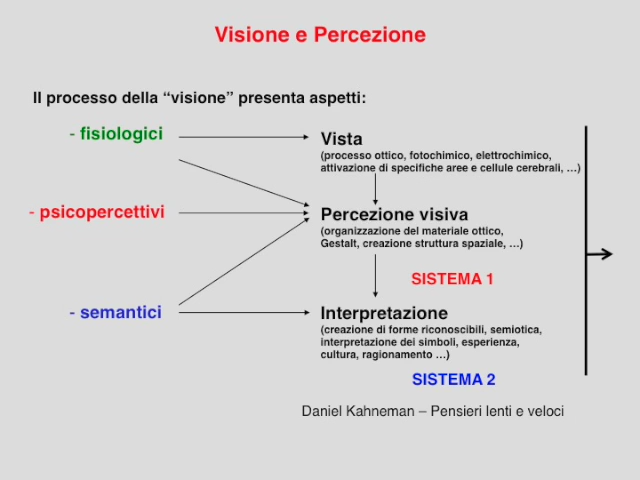 Visione e Percezione
Il processo della “visione” presenta aspetti:
- fisiologici
Vista
(processo ottico, fotochimico, elettrochimico,
attivazione di specifiche aree e cellule cerebrali, …)
- psicopercettivi
Percezione visiva
(organizzazione del materiale ottico,
Gestalt, creazione struttura spaziale, …)
SISTEMA 1
- semantici
Interpretazione
(creazione di forme riconoscibili, semiotica,
interpretazione dei simboli, esperienza,
cultura, ragionamento …)
SISTEMA 2
Daniel Kahneman – Pensieri lenti e veloci